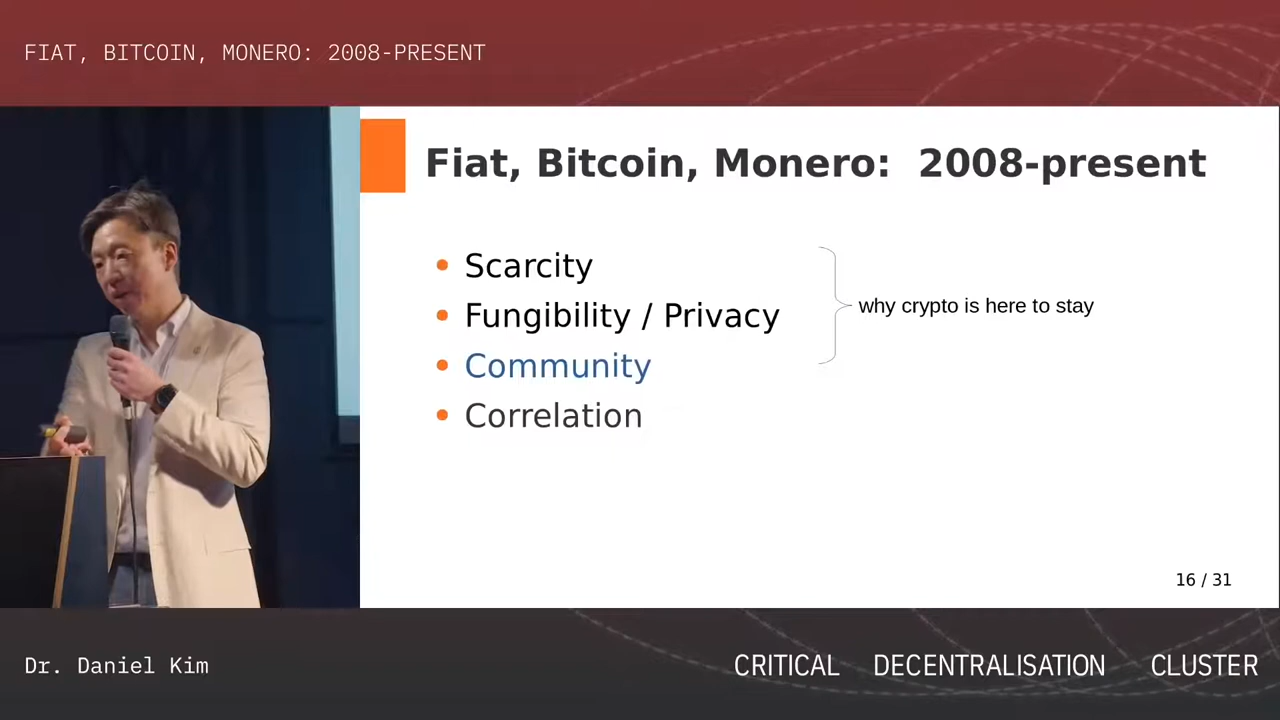 FIAT, BITCOIN, MONERO: 2008-PRESENT
Fiat, Bitcoin, Monero: 2008-present
Scarcity
Fungibility / Privacy
why crypto is here to stay
Community
Correlation
16 / 31
Dr. Daniel Kim
CRITICAL DECENTRALISATION CLUSTER